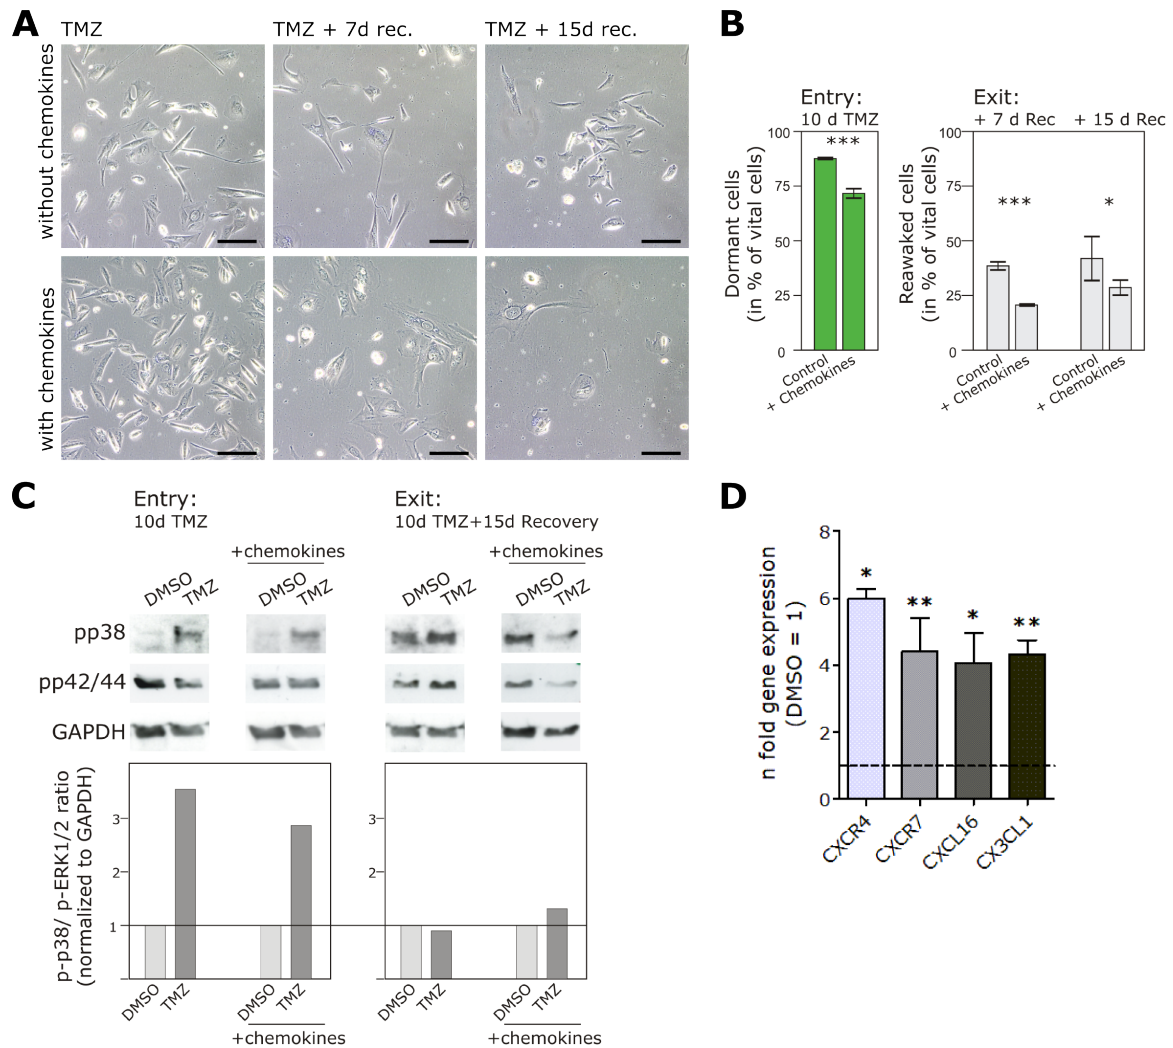 A
TMZ
TMZ + 7d rec.
TMZ + 15d rec.
without chemokines
with chemokines
B
Entry:
10 d TMZ
Exit:
+ 7 d Rec
+ 15 d Rec
Dormant cells
(in % of vital cells)
100
75
50
25
0
***
Control
+ Chemokines
Reawaked cells
(in % of vital cells)
100
75
50
25
0
***
*
Control
+ Chemokines
Control
+ Chemokines
C
Entry:
10d TMZ
Exit:
10d TMZ+15d Recovery
+chemokines
+chemokines
DMSO
TMZ
DMSO
TMZ
DMSO
TMZ
DMSO
TMZ
pp38
pp42/44
GAPDH
p-p38/ p-ERK1/2 ratio
(normalized to GAPDH)
3
2
1
3
2
DMSO
TMZ
DMSO
TMZ
DMSO
TMZ
DMSO
TMZ
+chemokines
+chemokines
D
n fold gene expression
(DMSO = 1)
8
6
4
2
0
*
**
*
**
CXCR4
CXCR7
CXCL16
CX3CL1